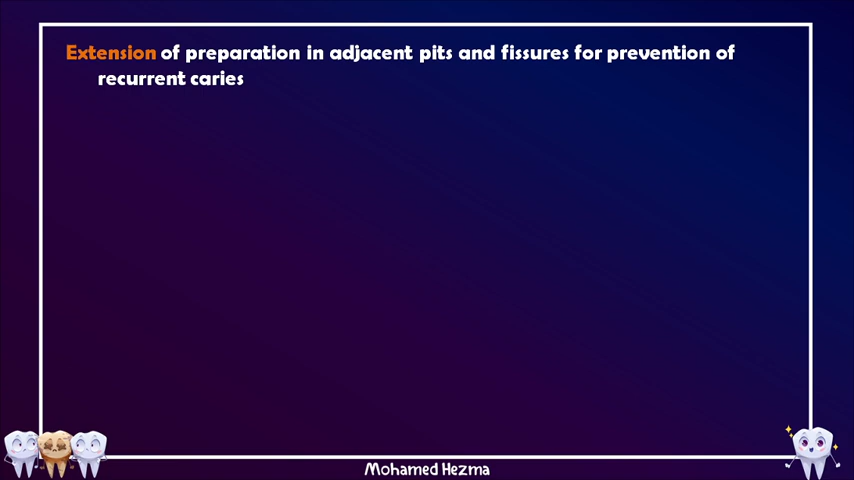 Extension of preparation in adjacent pits and fissures for prevention of
recurrent caries
Mohamed Hezma